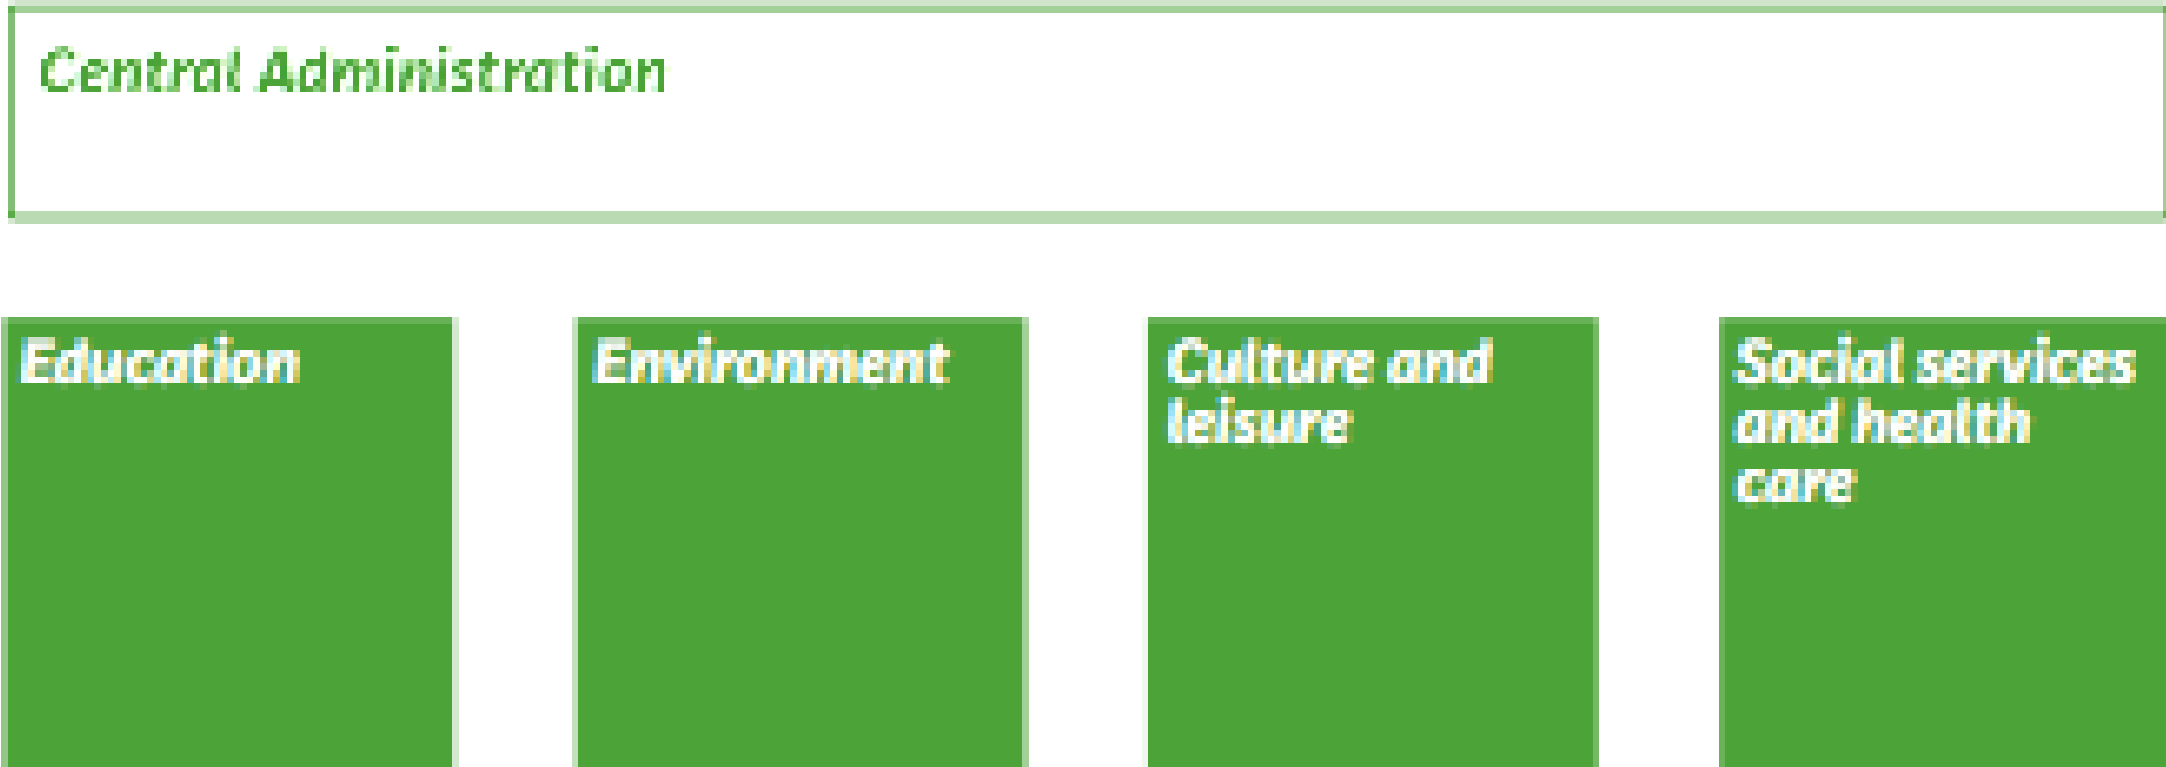 Central Administration
Education
Environment
Culture and
leisure
Social services
and health
care